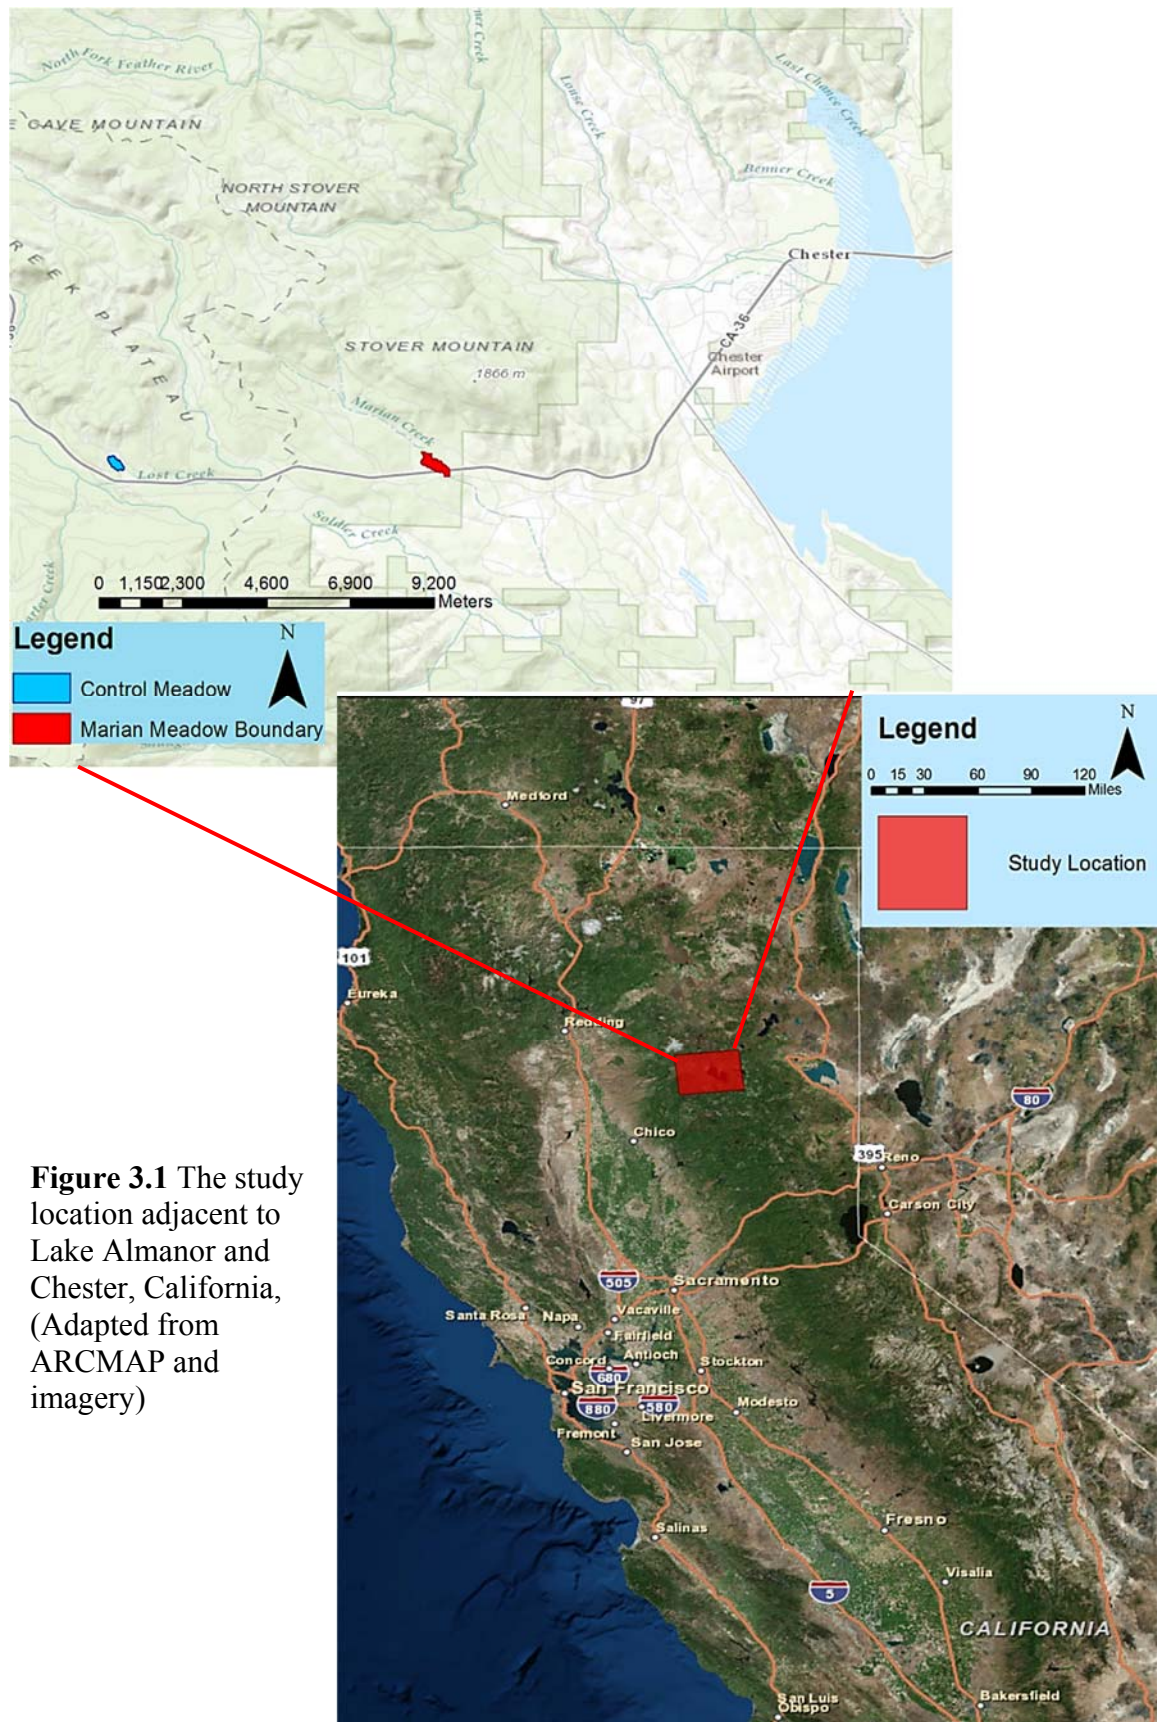 North Fork Feather River
E CAVE MOUNTAIN
NORTH STOVER
MOUNTAIN
Louse Creek
Last Chance Creek
Benner Creek
Chester
CA-36
Chester
Airport
REEK PLATEAU
STOVER MOUNTAIN
1866 m
Marian Creek
Lost Creek
Soldier Creek
0 1,150 2,300 4,600 6,900 9,200
Meters
Legend
N
Control Meadow
Marian Meadow Boundary
Legend
N
0 15 30 60 90 120
Miles
Study Location
97
Medford
101
Eureka
Redding
Chico
80
395
Reno
Carson City
505
Sacramento
Santa Rosa
Napa
Vacaville
Fairfield
Concord
Antioch
680
Stockton
San Francisco
880
580
Livermore
Modesto
Fremont
San Jose
Salinas
Fresno
Visalia
5
CALIFORNIA
San Luis
Obispo
Bakersfield
Figure 3.1 The study
location adjacent to
Lake Almanor and
Chester, California,
(Adapted from
ARCMAP and
imagery)